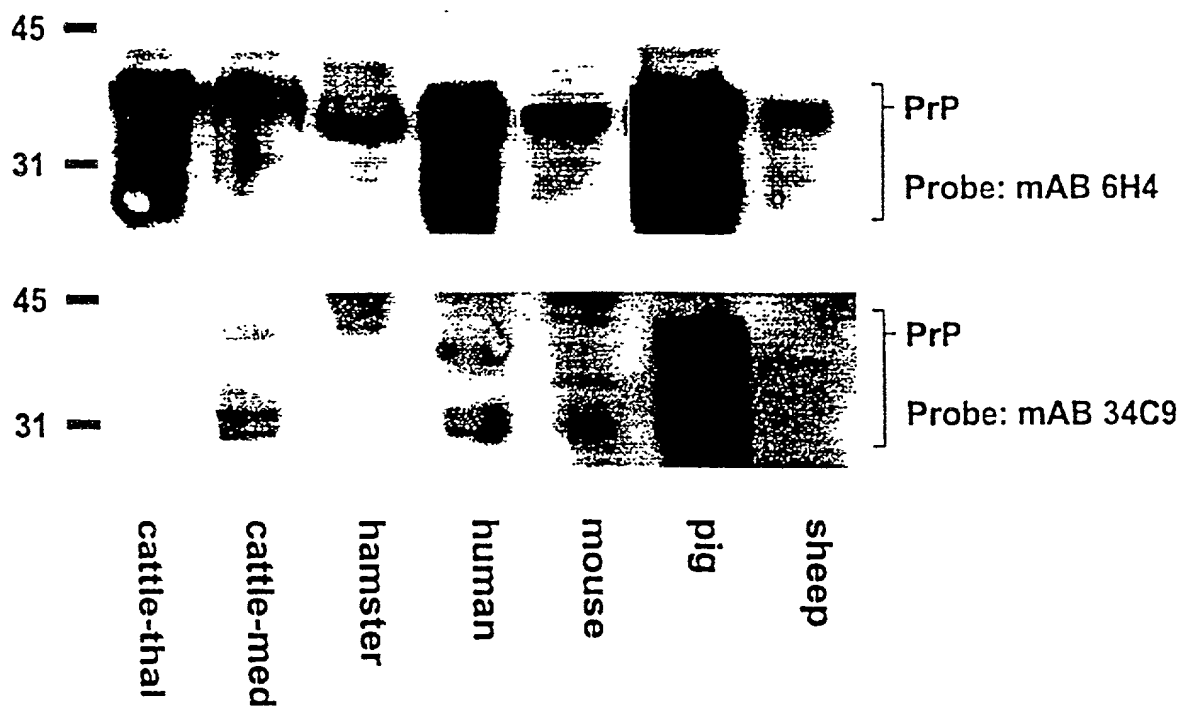 45
31
PrP
Probe: mAB 6H4
45
31
PrP
Probe: mAB 34C9
cattle-thal
cattle-med
hamster
human
mouse
pig
sheep